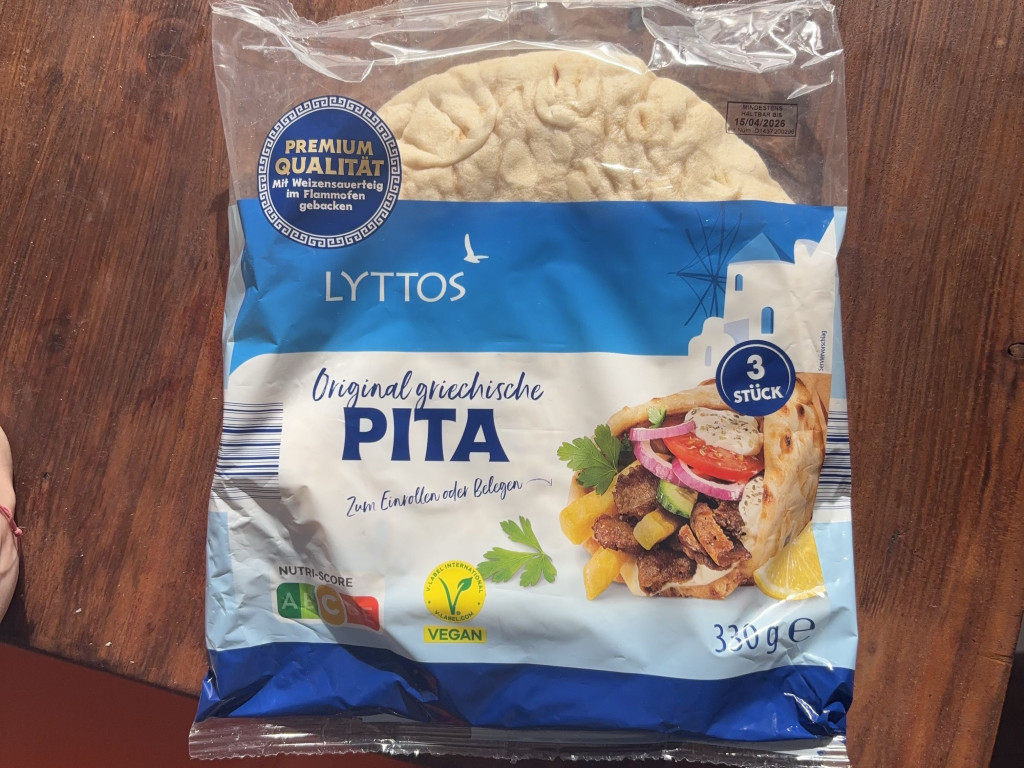 PREMIUM
QUALITÄT
Mit Weizensauerteig
im Flammofen
gebacken
MINDESTENS
HALTBAR BIS
15/04/2026
LYTTOS
Serviervorschlag
3
STÜCK
Original griechische
PITA
Zum Einrollen oder Belegen
NUTRI-SCORE
A
C
V-LABEL INTERNATIONAL
V-LABEL.COM
VEGAN
330 g ℮